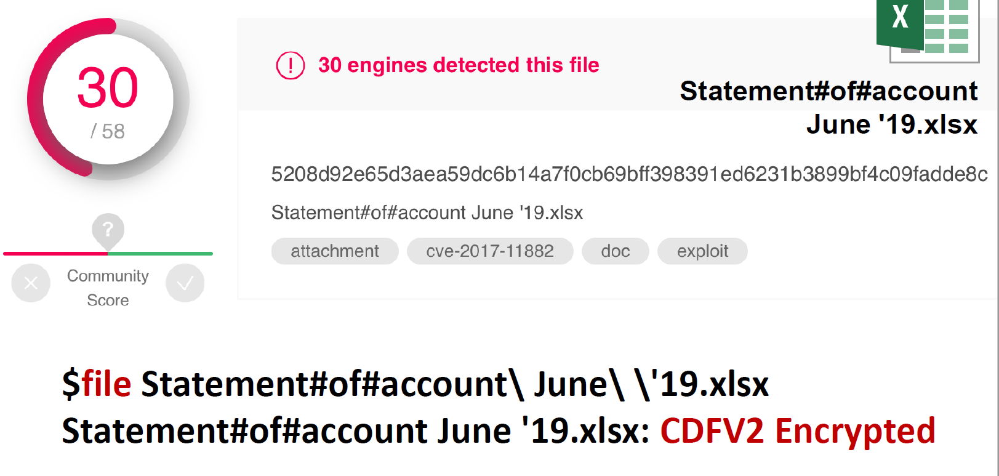 X
30
/ 58
30 engines detected this file
Statement#of#account
June '19.xlsx
5208d92e65d3aea59dc6b14a7f0cb69bff398391ed6231b3899bf4c09fadde8c
Statement#of#account June '19.xlsx
attachment cve-2017-11882 doc exploit
?
Community
Score
$file Statement#of#account\ June\ \'19.xlsx
Statement#of#account June '19.xlsx: CDFV2 Encrypted